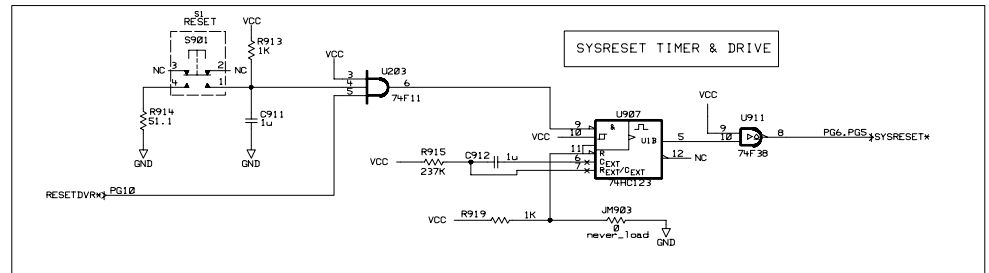 S1
RESET
S901
VCC
R913
1K
NC
3
2
NC
4
1
R914
51.1
GND
C911
1u
GND
VCC
3
4
5
U203
6
74F11
SYSRESET TIMER & DRIVE
U907
9
&
VCC
10
11
R
U1B
5
12
NC
6
CEXT
7
REXT/CEXT
74HC123
VCC
R915
237K
C912
1u
VCC
9
10
U911
8
74F38
PG6,PG5
SYSRESET*
RESETDVR*
PG10
VCC
R919
1K
JM903
0
never_load
GND